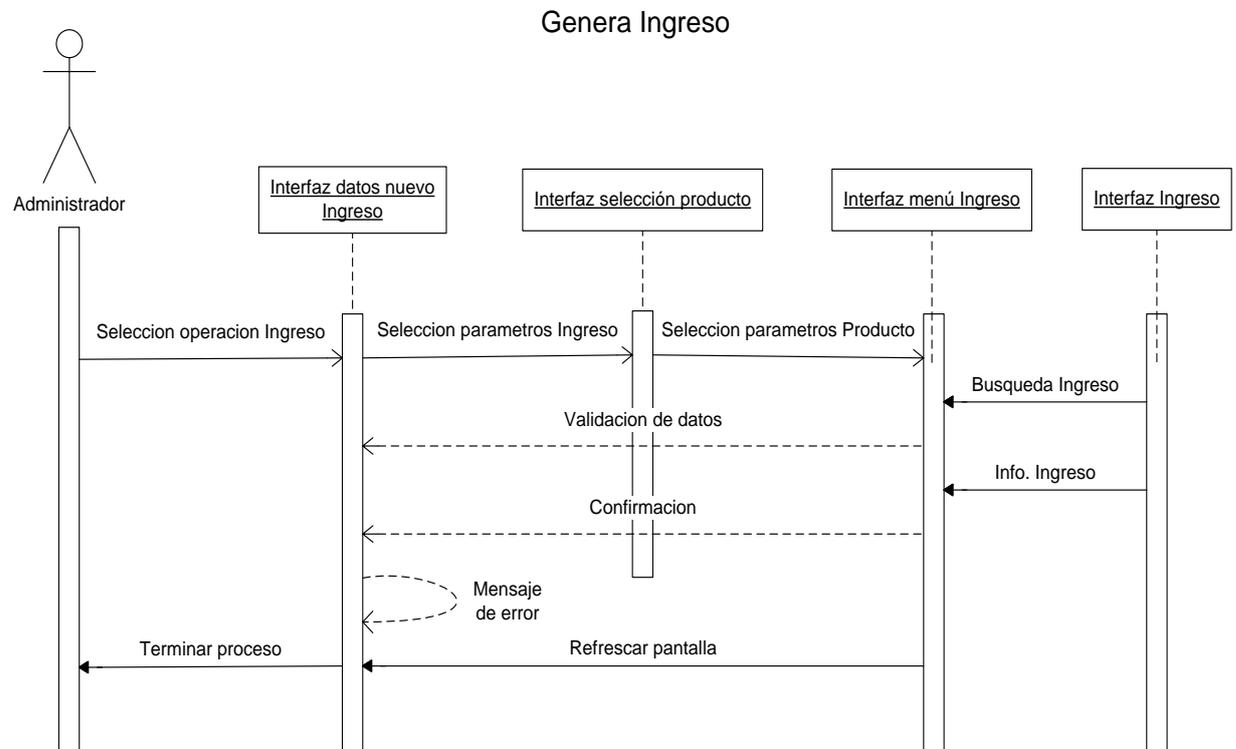 Genera Ingreso
Administrador
Interfaz datos nuevo
Ingreso
Interfaz selección producto
Interfaz menú Ingreso
Interfaz Ingreso
Seleccion operacion Ingreso
Seleccion parametros Ingreso
Seleccion parametros Producto
Busqueda Ingreso
Validacion de datos
Info. Ingreso
Confirmacion
Mensaje
de error
Terminar proceso
Refrescar pantalla